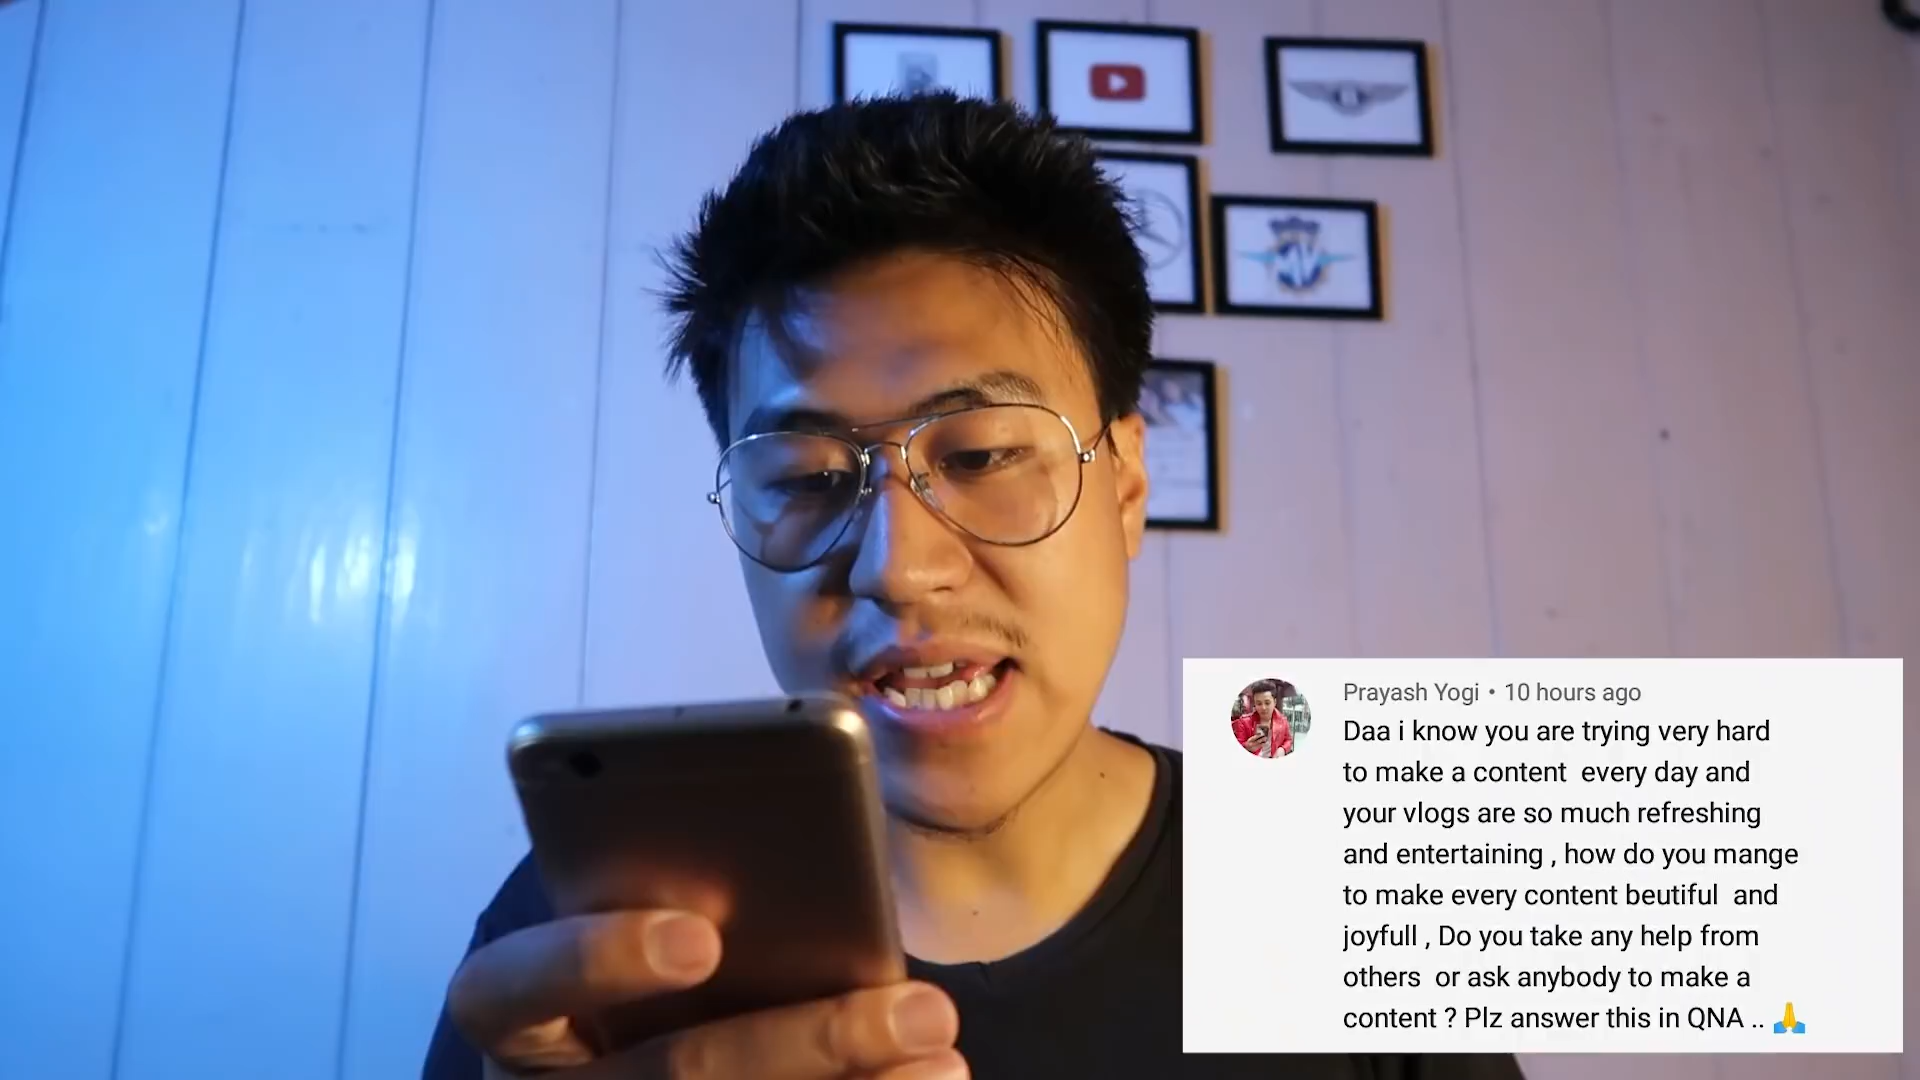 Prayash Yogi • 10 hours ago
Daa i know you are trying very hard
to make a content  every day and
your vlogs are so much refreshing
and entertaining , how do you mange
to make every content beutiful  and
joyfull , Do you take any help from
others  or ask anybody to make a
content ? Plz answer this in QNA .. 🙏